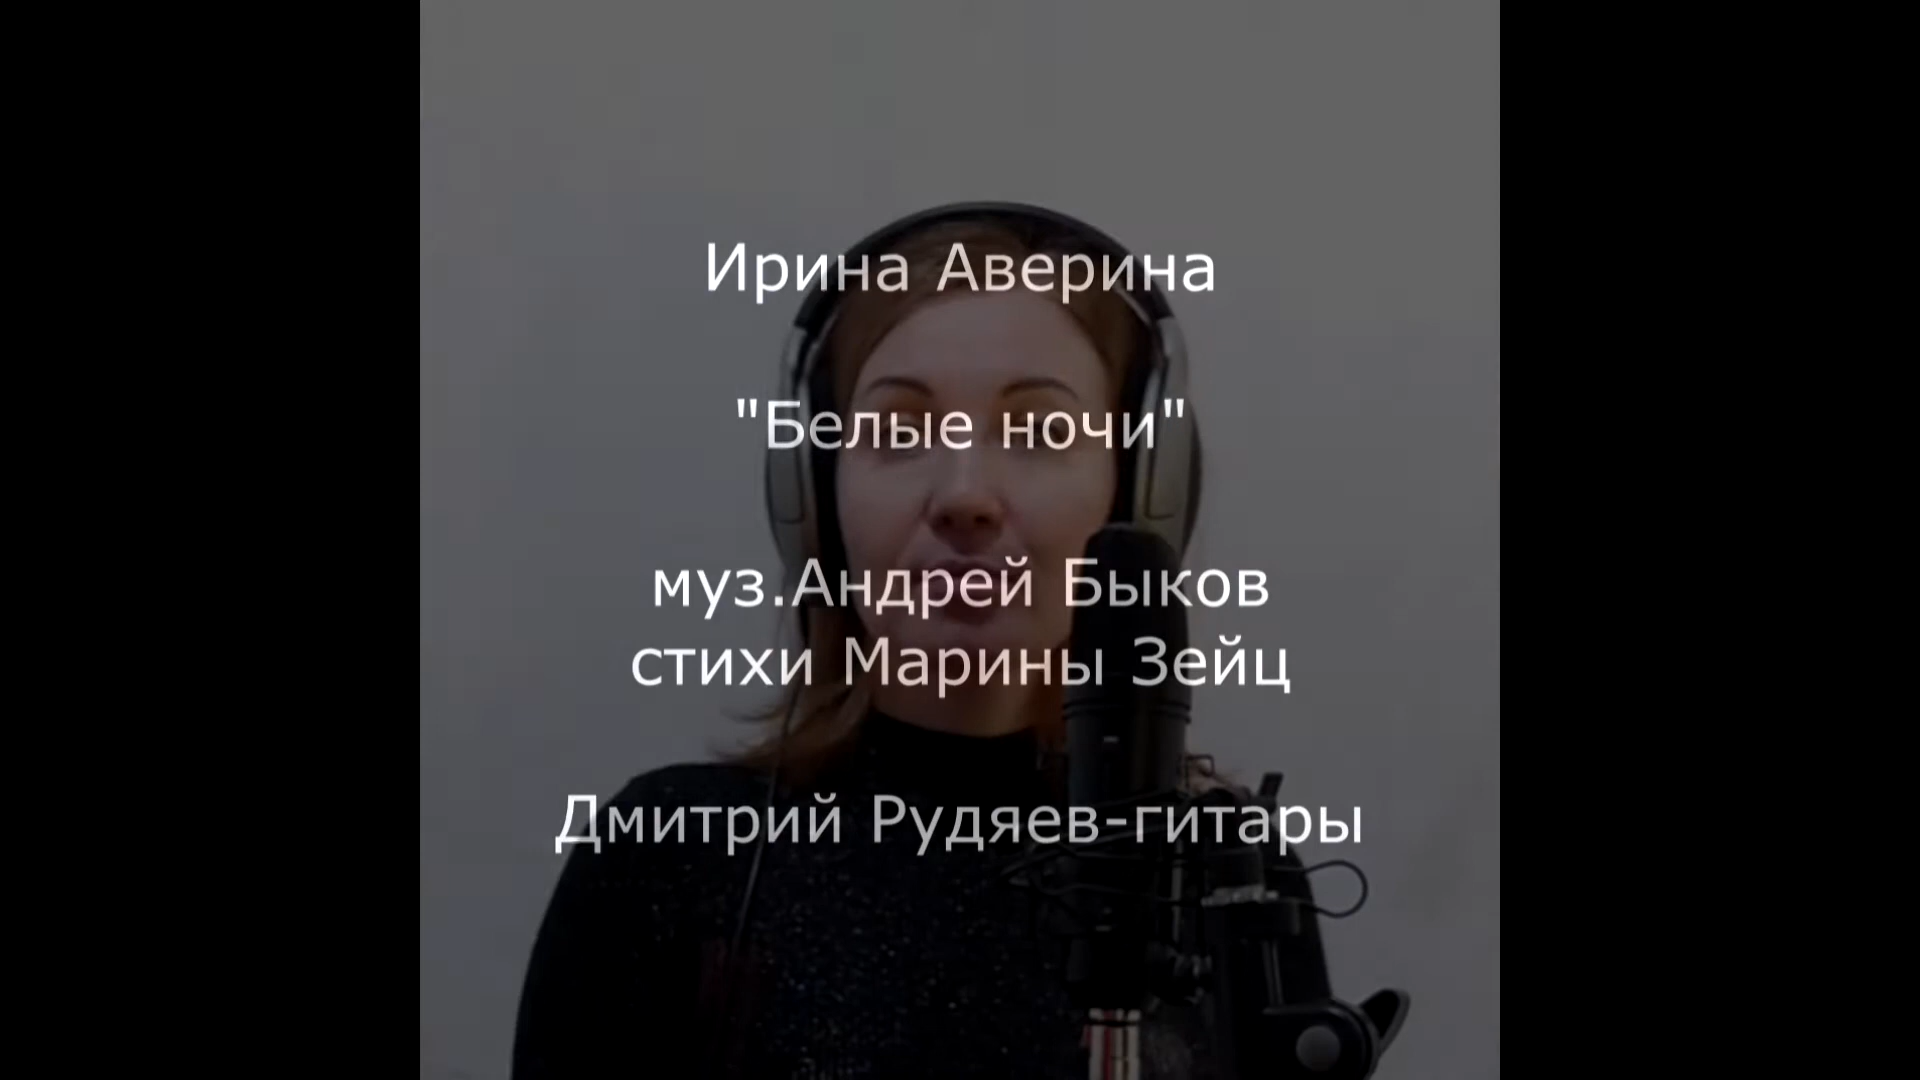 Ирина Аверина
"Белые ночи"
муз.Андрей Быков
стихи Марины Зейц
Дмитрий Рудяев-гитары